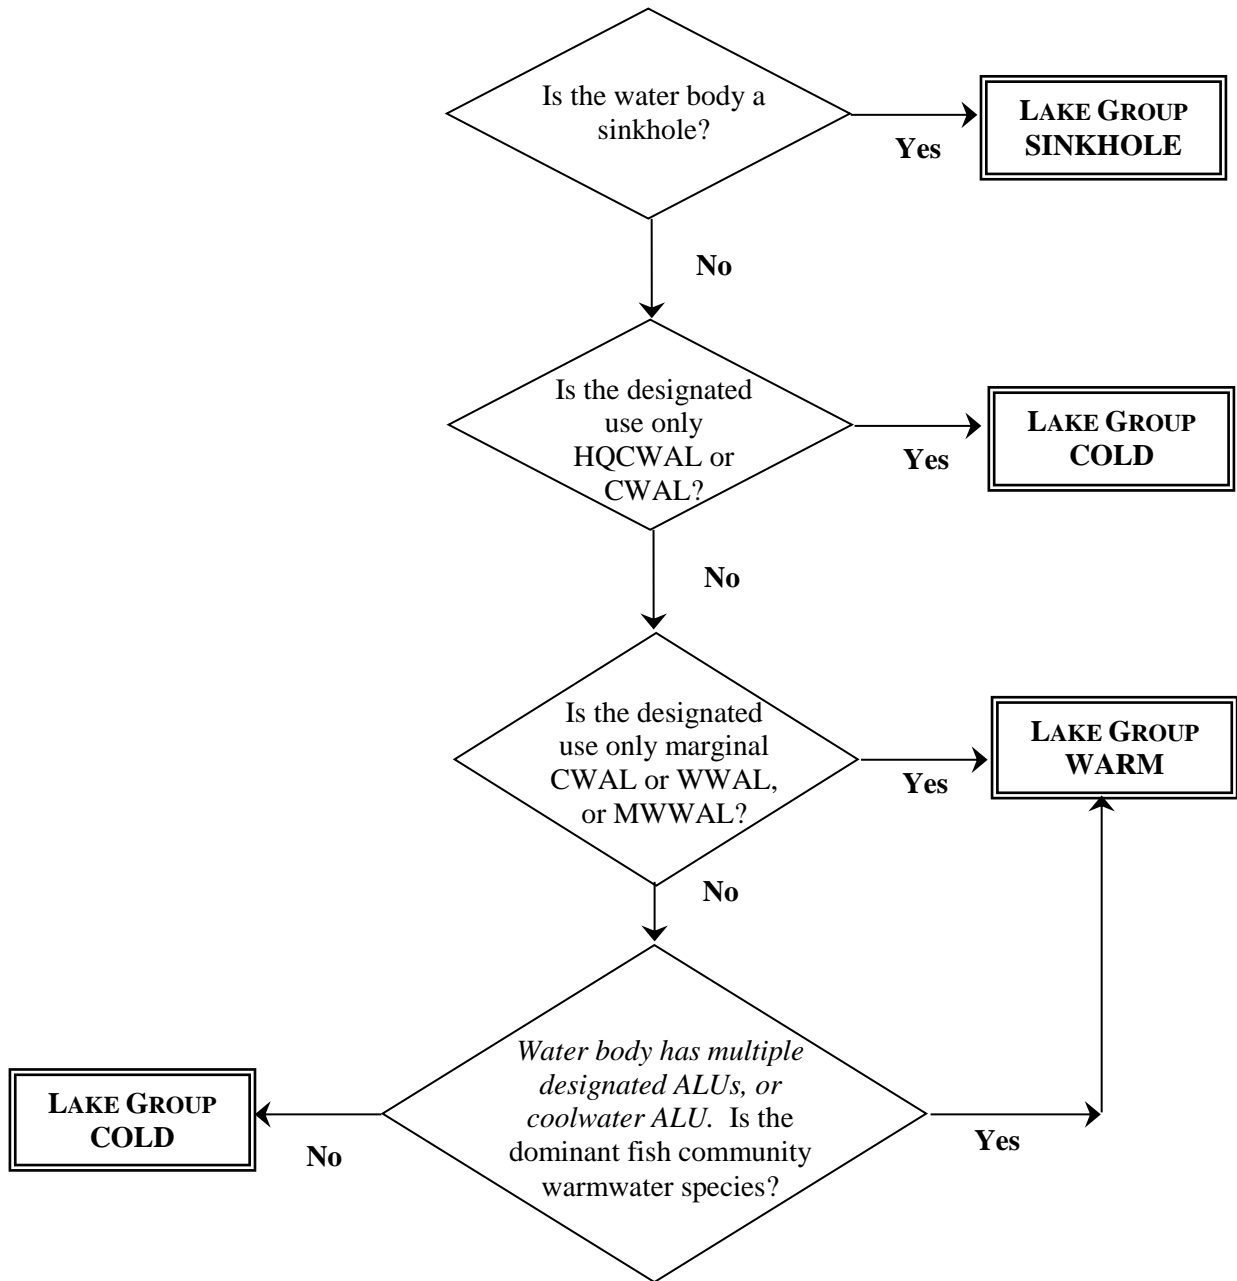 Is the water body a
sinkhole?
Yes
LAKE GROUP
SINKHOLE
No
Is the designated
use only
HQCWAL or
CWAL?
Yes
LAKE GROUP
COLD
No
Is the designated
use only marginal
CWAL or WWAL,
or MWWAL?
Yes
LAKE GROUP
WARM
No
Water body has multiple
designated ALUs, or
coolwater ALU. Is the
dominant fish community
warmwater species?
Yes
No
LAKE GROUP
COLD